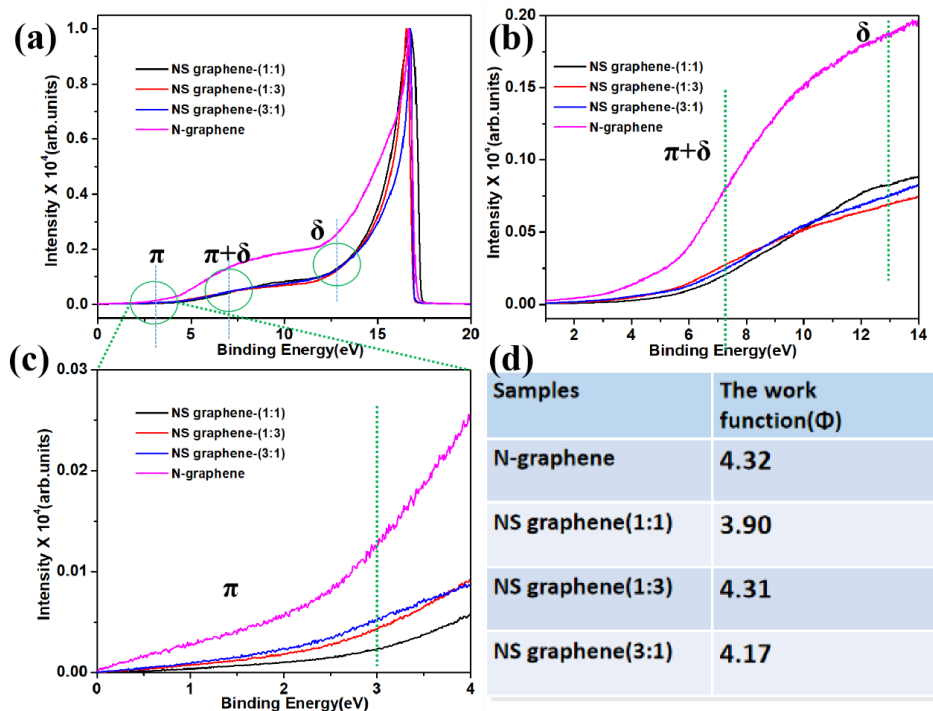 (a)
NS graphene-(1:1)
NS graphene-(1:3)
NS graphene-(3:1)
N-graphene
π
π+δ
δ
Intensity X 10⁴(arb.units)
1.0
0.8
0.6
0.4
0.2
0.0
0 5 10 15 20
Binding Energy(eV)
(b)
NS graphene-(1:1)
NS graphene-(1:3)
NS graphene-(3:1)
N-graphene
π+δ
δ
Intensity X 10⁴(arb.units)
0.20
0.15
0.10
0.05
0.00
2 4 6 8 10 12 14
Binding Energy(eV)
(c)
NS graphene-(1:1)
NS graphene-(1:3)
NS graphene-(3:1)
N-graphene
π
Intensity X 10⁴(arb.units)
0.03
0.02
0.01
0.00
0 1 2 3 4
Binding Energy(eV)
(d)
Samples The work
function(Φ)
N-graphene 4.32
NS graphene(1:1) 3.90
NS graphene(1:3) 4.31
NS graphene(3:1) 4.17